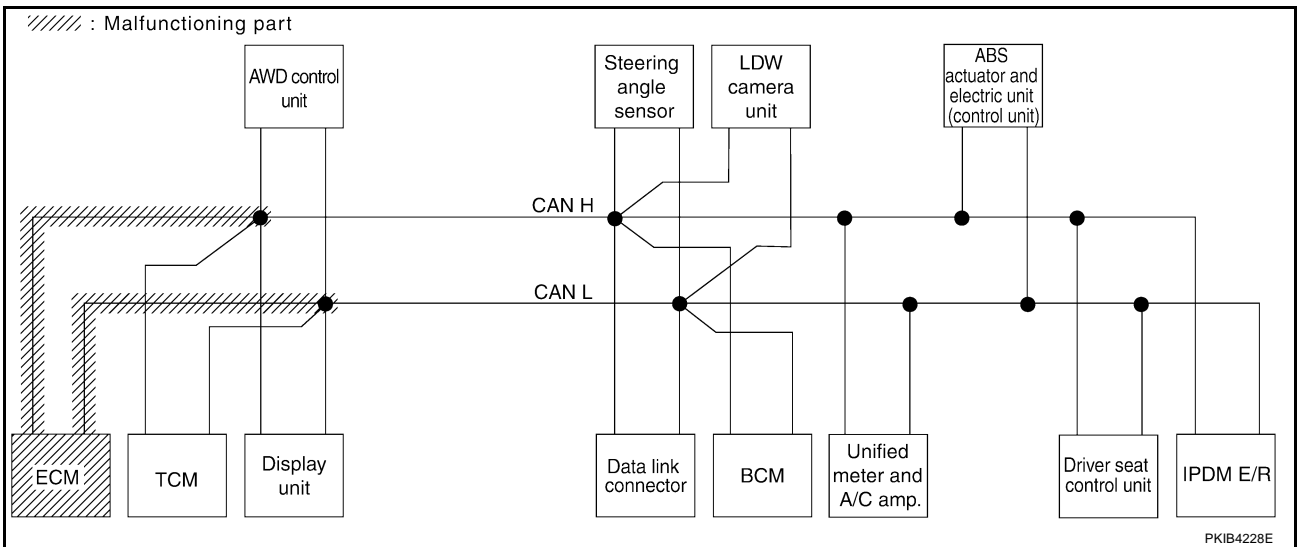 : Malfunctioning part
AWD control
unit
Steering
angle
sensor
LDW
camera
unit
ABS
actuator and
electric unit
(control unit)
CAN H
CAN L
ECM
TCM
Display
unit
Data link
connector
BCM
Unified
meter and
A/C amp.
Driver seat
control unit
IPDM E/R
PKIB4228E